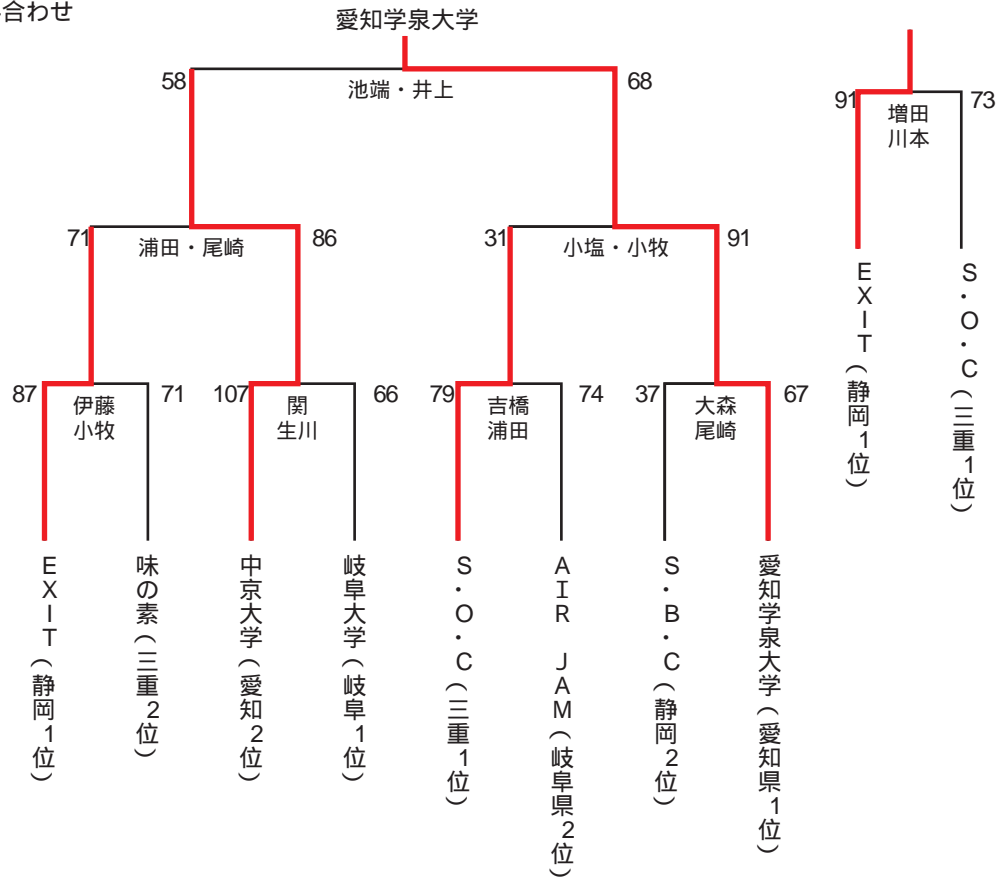 合わせ
愛知学泉大学
58
池端・井上
68
91
増田
川本
73
71
浦田・尾崎
86
31
小塩・小牧
91
EXIT(静岡1位)
S・O・C(三重1位)
87
伊藤
小牧
71
107
関
生川
66
79
吉橋
浦田
74
37
大森
尾崎
67
EXIT(静岡1位)
味の素(三重2位)
中京大学(愛知2位)
岐阜大学(岐阜1位)
S・O・C(三重1位)
AIR JAM(岐阜県2位)
S・B・C(静岡2位)
愛知学泉大学(愛知県1位)